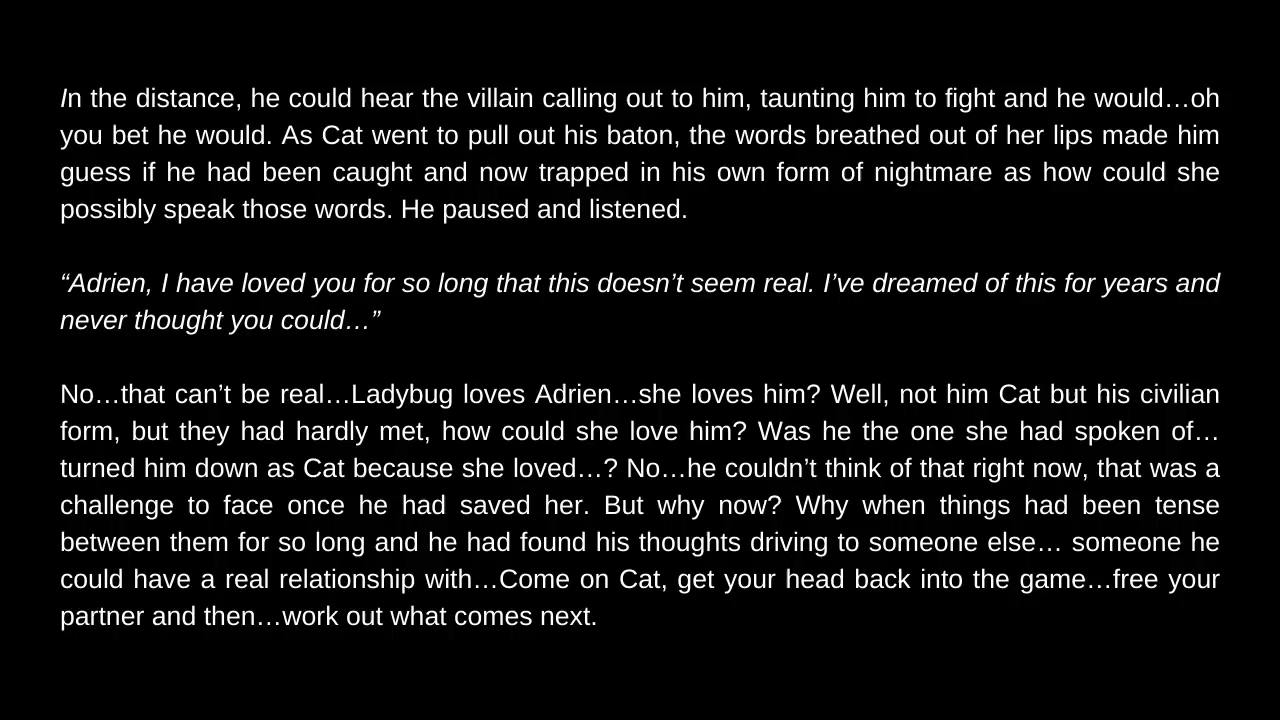 In the distance, he could hear the villain calling out to him, taunting him to fight and he would…oh
you bet he would. As Cat went to pull out his baton, the words breathed out of her lips made him
guess if he had been caught and now trapped in his own form of nightmare as how could she
possibly speak those words. He paused and listened.
“Adrien, I have loved you for so long that this doesn’t seem real. I’ve dreamed of this for years and
never thought you could…”
No…that can’t be real…Ladybug loves Adrien…she loves him? Well, not him Cat but his civilian
form, but they had hardly met, how could she love him? Was he the one she had spoken of…
turned him down as Cat because she loved…? No…he couldn’t think of that right now, that was a
challenge to face once he had saved her. But why now? Why when things had been tense
between them for so long and he had found his thoughts driving to someone else… someone he
could have a real relationship with…Come on Cat, get your head back into the game…free your
partner and then…work out what comes next.